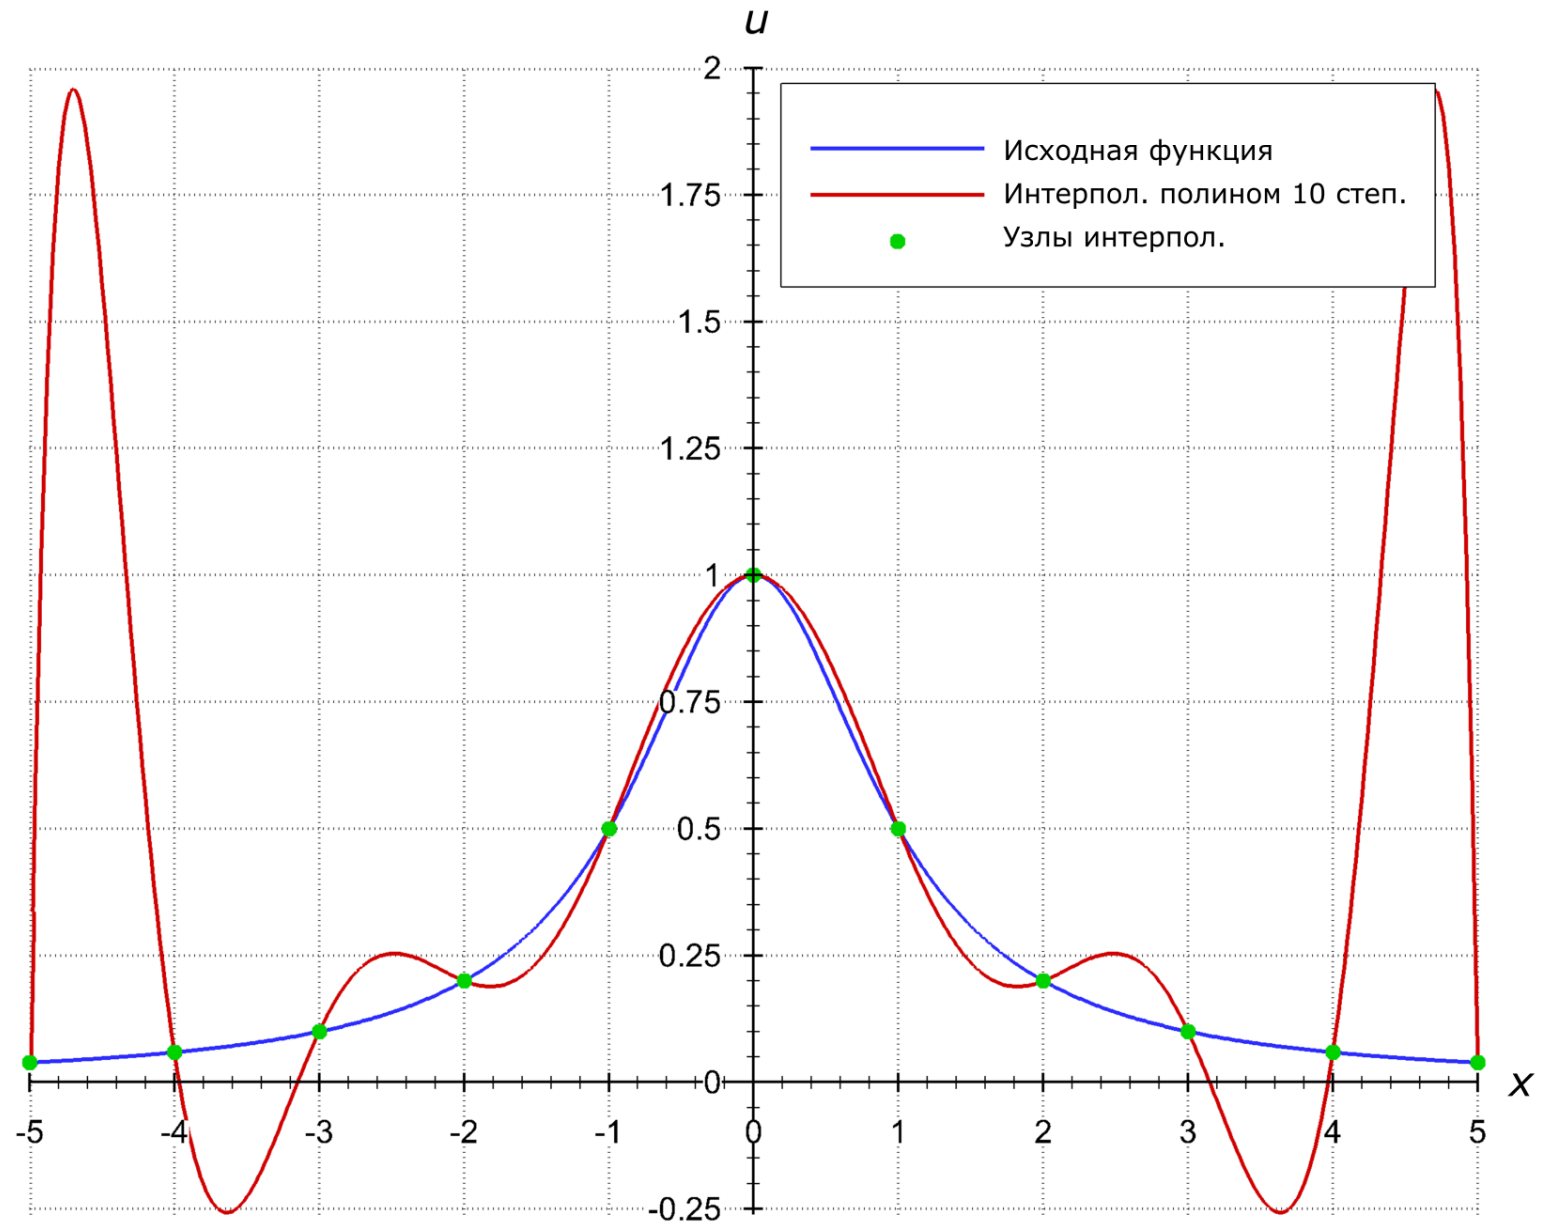 u
2
1.75
1.5
1.25
1
0.75
0.5
0.25
0
-0.25
Исходная функция
Интерпол. полином 10 степ.
Узлы интерпол.
x
-5 -4 -3 -2 -1 0 1 2 3 4 5